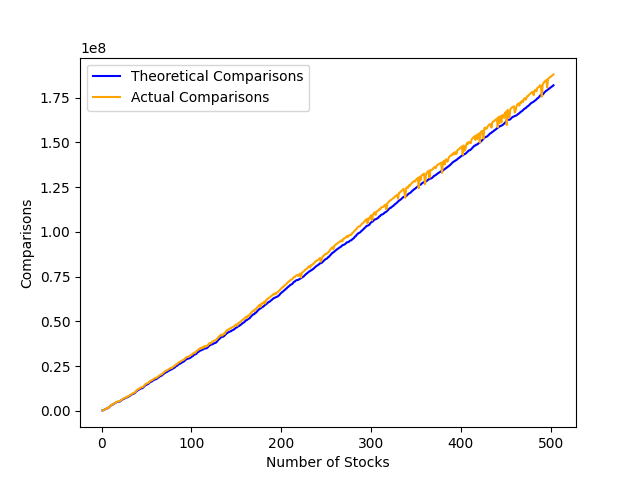 1e8
Theoretical Comparisons
Actual Comparisons
1.75
1.50
1.25
1.00
0.75
0.50
0.25
0.00
Comparisons
0 100 200 300 400 500
Number of Stocks